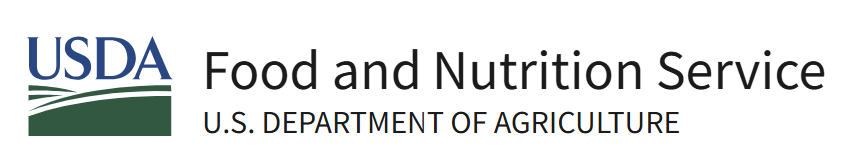 USDA
Food and Nutrition Service
U.S. DEPARTMENT OF AGRICULTURE